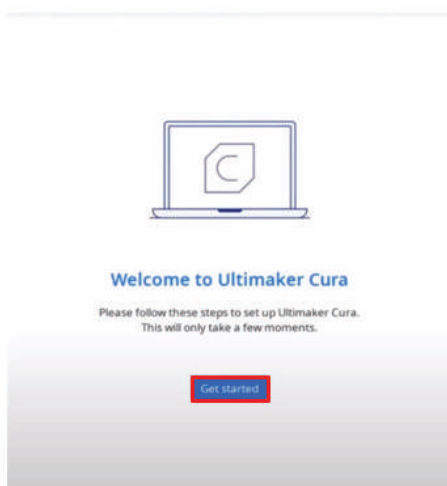 Welcome to Ultimaker Cura
Please follow these steps to set up Ultimaker Cura.
This will only take a few moments.
Get started